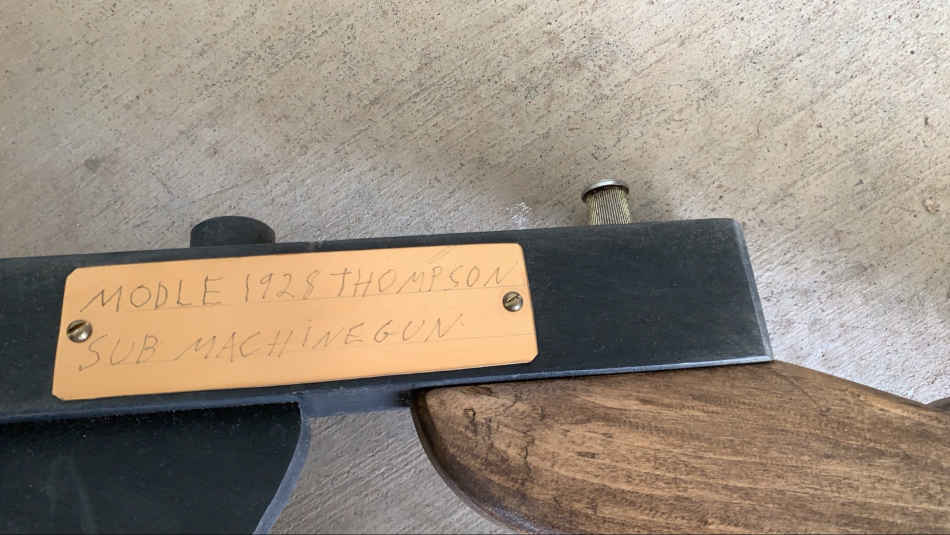 MODLE 1928 THOMPSON
SUB MACHINEGUN